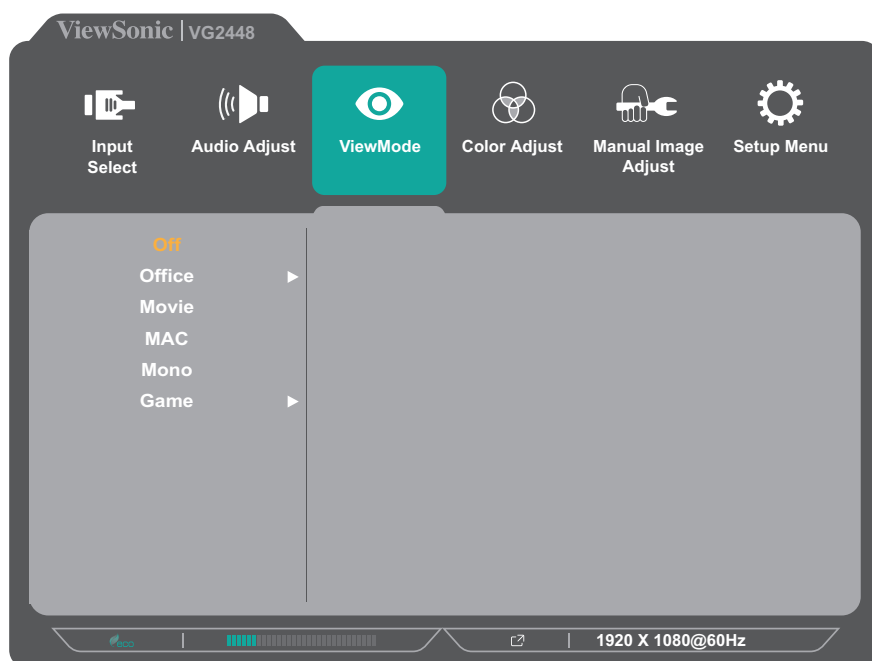 ViewSonic | VG2448
Input
Select
Audio Adjust
ViewMode
Color Adjust
Manual Image
Adjust
Setup Menu
Off
Office
Movie
MAC
Mono
Game
eco
1920 X 1080@60Hz